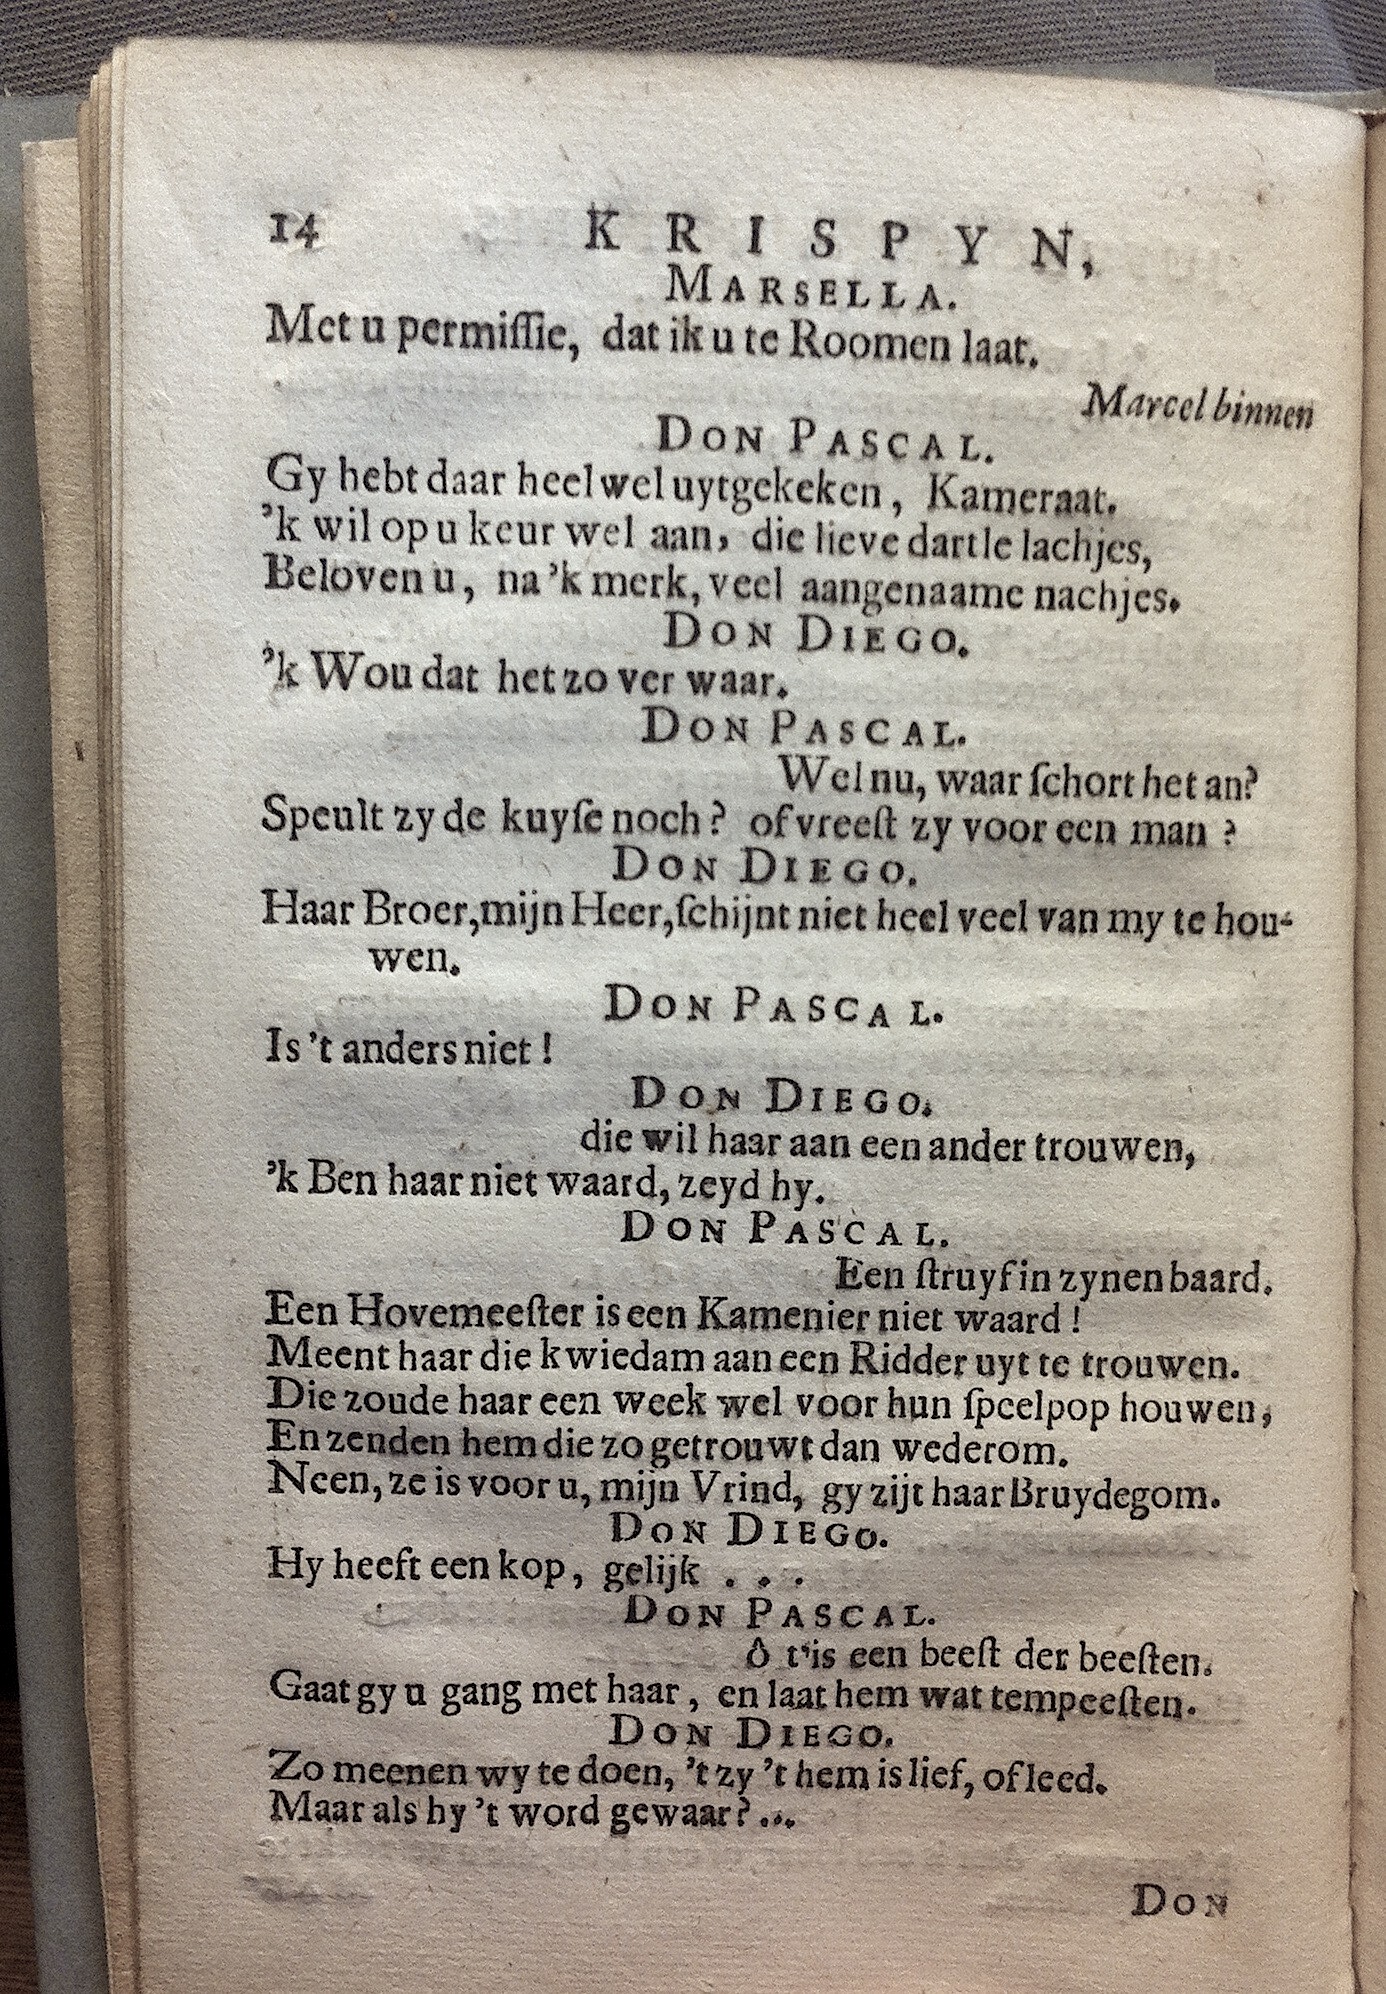 14 KRISPYN,
MARSELLA.
Met u permiſſie, dat ik u te Roomen laat.
Marcel binnen
DON PASCAL.
Gy hebt daar heel wel uytgekeken, Kameraat.
’k wil op u keur wel aan, die lieve dartle lachjes,
Beloven u, na ’k merk, veel aangenaame nachjes.
DON DIEGO.
’k Wou dat het zo ver waar.
DON PASCAL.
Wel nu, waar ſchort het an?
Speult zy de kuyſe noch? of vreeſt zy voor een man?
DON DIEGO.
Haar Broer, mijn Heer, ſchijnt niet heel veel van my te hou-
wen.
DON PASCAL.
Is ’t anders niet!
DON DIEGO.
die wil haar aan een ander trouwen,
’k Ben haar niet waard, zeyd hy.
DON PASCAL.
Een ſtruyf in zynen baard.
Een Hovemeeſter is een Kamenier niet waard!
Meent haar die kwiedam aan een Ridder uyt te trouwen.
Die zoude haar een week wel voor hun ſpeelpop houwen,
En zenden hem die zo getrouwt dan wederom.
Neen, ze is voor u, mijn Vrind, gy zijt haar Bruydegom.
DON DIEGO.
Hy heeft een kop, gelijk . . .
DON PASCAL.
ô t’is een beeſt der beeſten.
Gaat gy u gang met haar, en laat hem wat tempeeſten.
DON DIEGO.
Zo meenen wy te doen, ’t zy ’t hem is lief, of leed.
Maar als hy ’t word gewaar?...
DON